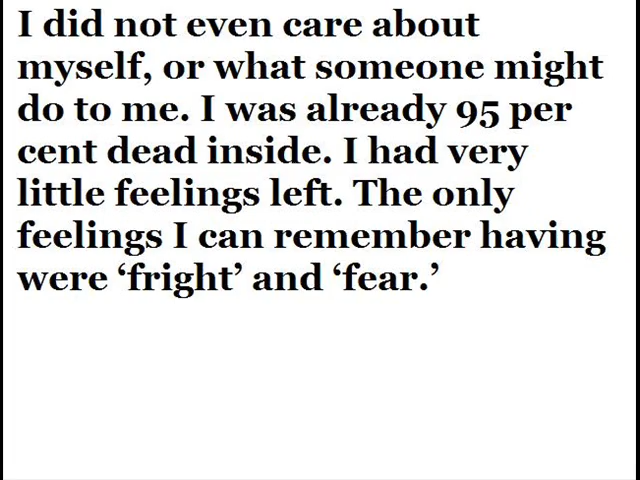 I did not even care about
myself, or what someone might
do to me. I was already 95 per
cent dead inside. I had very
little feelings left. The only
feelings I can remember having
were ‘fright’ and ‘fear.’